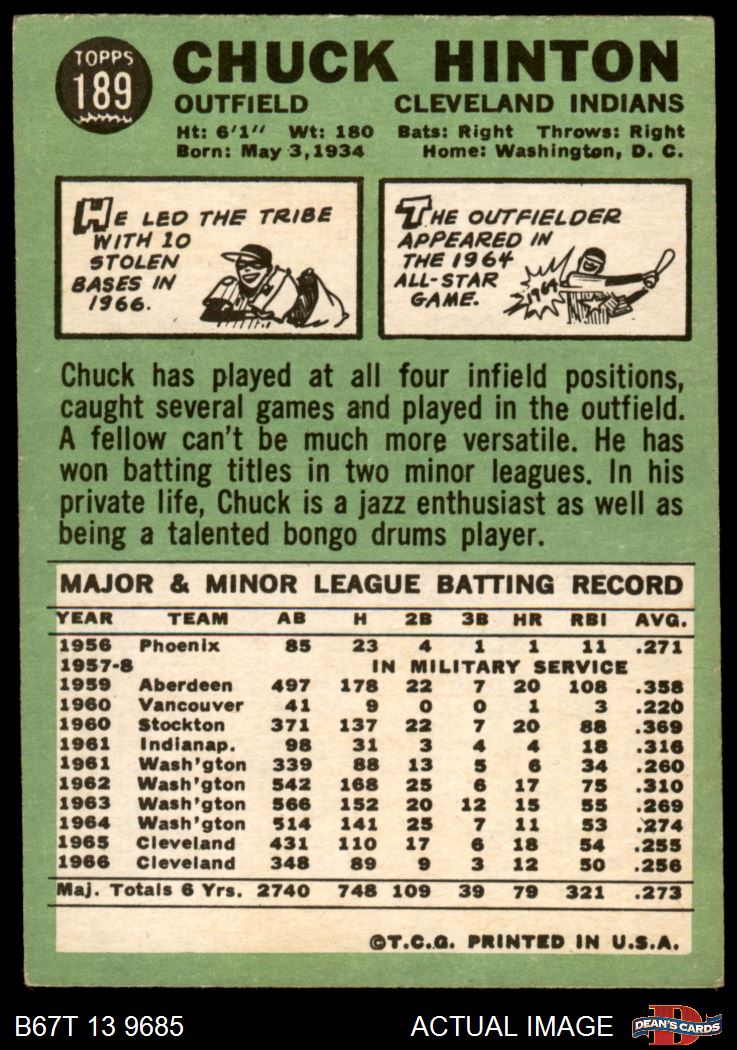 TOPPS
189
CHUCK HINTON
OUTFIELD CLEVELAND INDIANS
Ht: 6'1" Wt: 180 Bats: Right Throws: Right
Born: May 3, 1934 Home: Washington, D. C.
HE LED THE TRIBE
WITH 10
STOLEN
BASES IN
1966.
THE OUTFIELDER
APPEARED IN
THE 1964
ALL-STAR
GAME.
1964
Chuck has played at all four infield positions,
caught several games and played in the outfield.
A fellow can't be much more versatile. He has
won batting titles in two minor leagues. In his
private life, Chuck is a jazz enthusiast as well as
being a talented bongo drums player.
MAJOR & MINOR LEAGUE BATTING RECORD
YEAR TEAM AB H 2B 3B HR RBI AVG.
1956 Phoenix 85 23 4 1 1 11 .271
1957-8 IN MILITARY SERVICE
1959 Aberdeen 497 178 22 7 20 108 .358
1960 Vancouver 41 9 0 0 1 3 .220
1960 Stockton 371 137 22 7 20 88 .369
1961 Indianap. 98 31 3 4 4 18 .316
1961 Wash'gton 339 88 13 5 6 34 .260
1962 Wash'gton 542 168 25 6 17 75 .310
1963 Wash'gton 566 152 20 12 15 55 .269
1964 Wash'gton 514 141 25 7 11 53 .274
1965 Cleveland 431 110 17 6 18 54 .255
1966 Cleveland 348 89 9 3 12 50 .256
Maj. Totals 6 Yrs. 2740 748 109 39 79 321 .273
©T.C.G. PRINTED IN U.S.A.
B67T 13 9685 ACTUAL IMAGE
D
DEAN'S CARDS